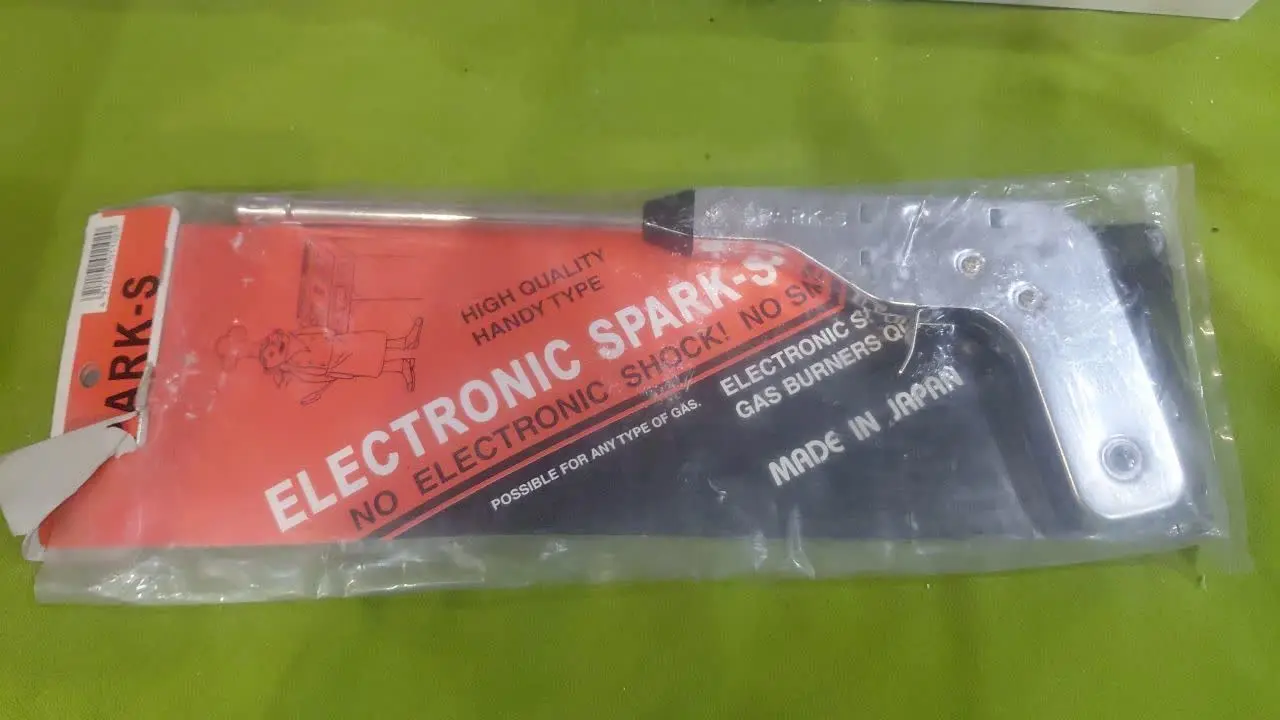 ARK-S
HIGH QUALITY
HANDY TYPE
ELECTRONIC SPARK-S
NO ELECTRONIC SHOCK! NO
POSSIBLE FOR ANY TYPE OF GAS.
ELECTRONIC
GAS BURNERS
MADE IN JAPAN
SPARK-S